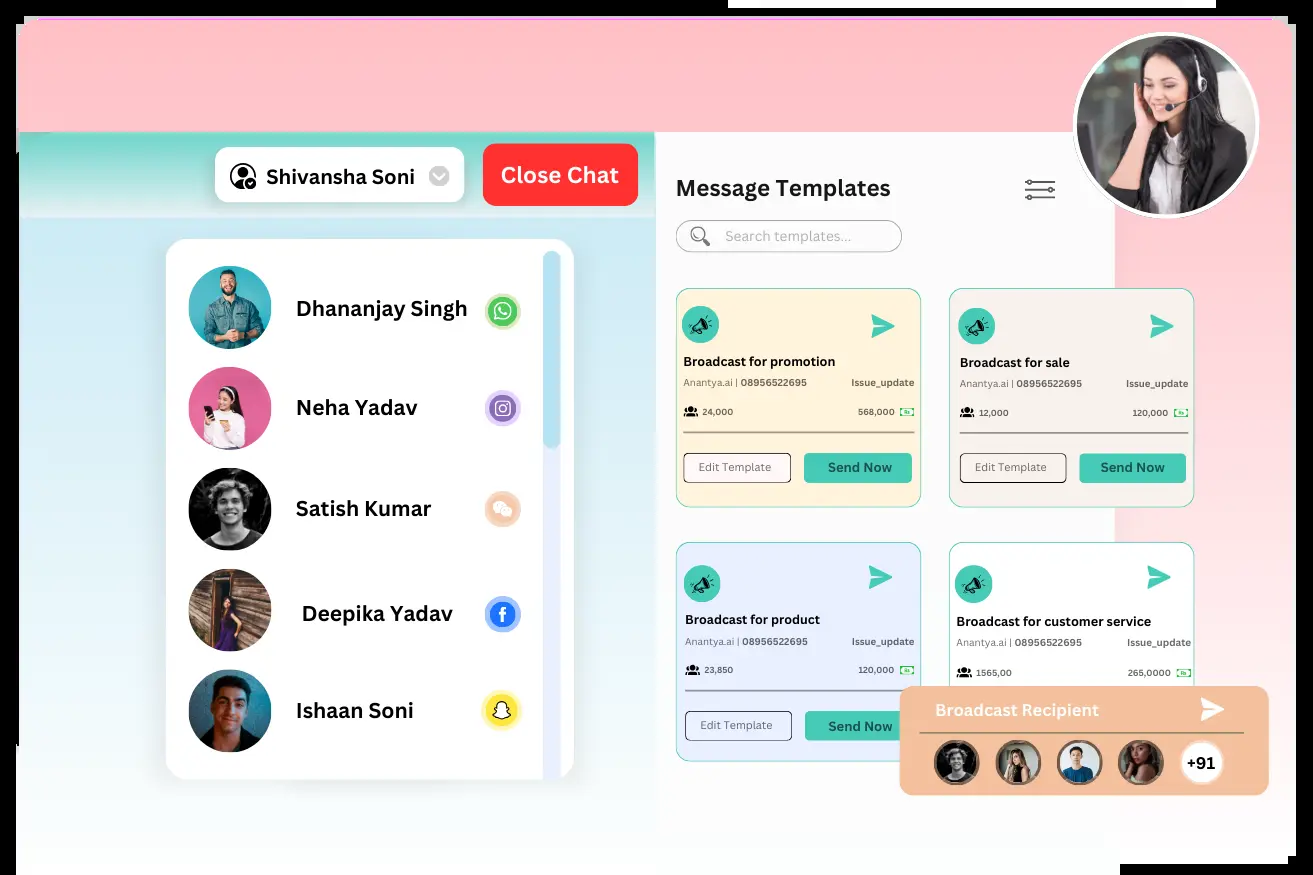 Shivansha Soni
Close Chat
Dhananjay Singh
Neha Yadav
Satish Kumar
Deepika Yadav
Ishaan Soni
Message Templates
Search templates...
Broadcast for promotion
Anantya.ai | 08956522695 Issue_update
24,000 568,000 Rs
Edit Template Send Now
Broadcast for sale
Anantya.ai | 08956522695 Issue_update
12,000 120,000 Rs
Edit Template Send Now
Broadcast for product
Anantya.ai | 08956522695 Issue_update
23,850 120,000 Rs
Edit Template Send Now
Broadcast for customer service
Anantya.ai | 08956522695 Issue_update
1565,00 265,0000 Rs
Broadcast Recipient
+91